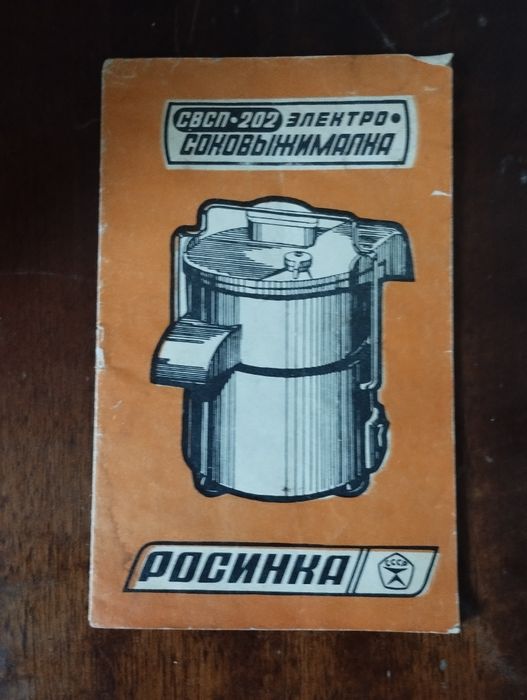 СВСП•202 ЭЛЕКТРО•
СОКОВЫЖИМАЛКА
РОСИНКА
СССР